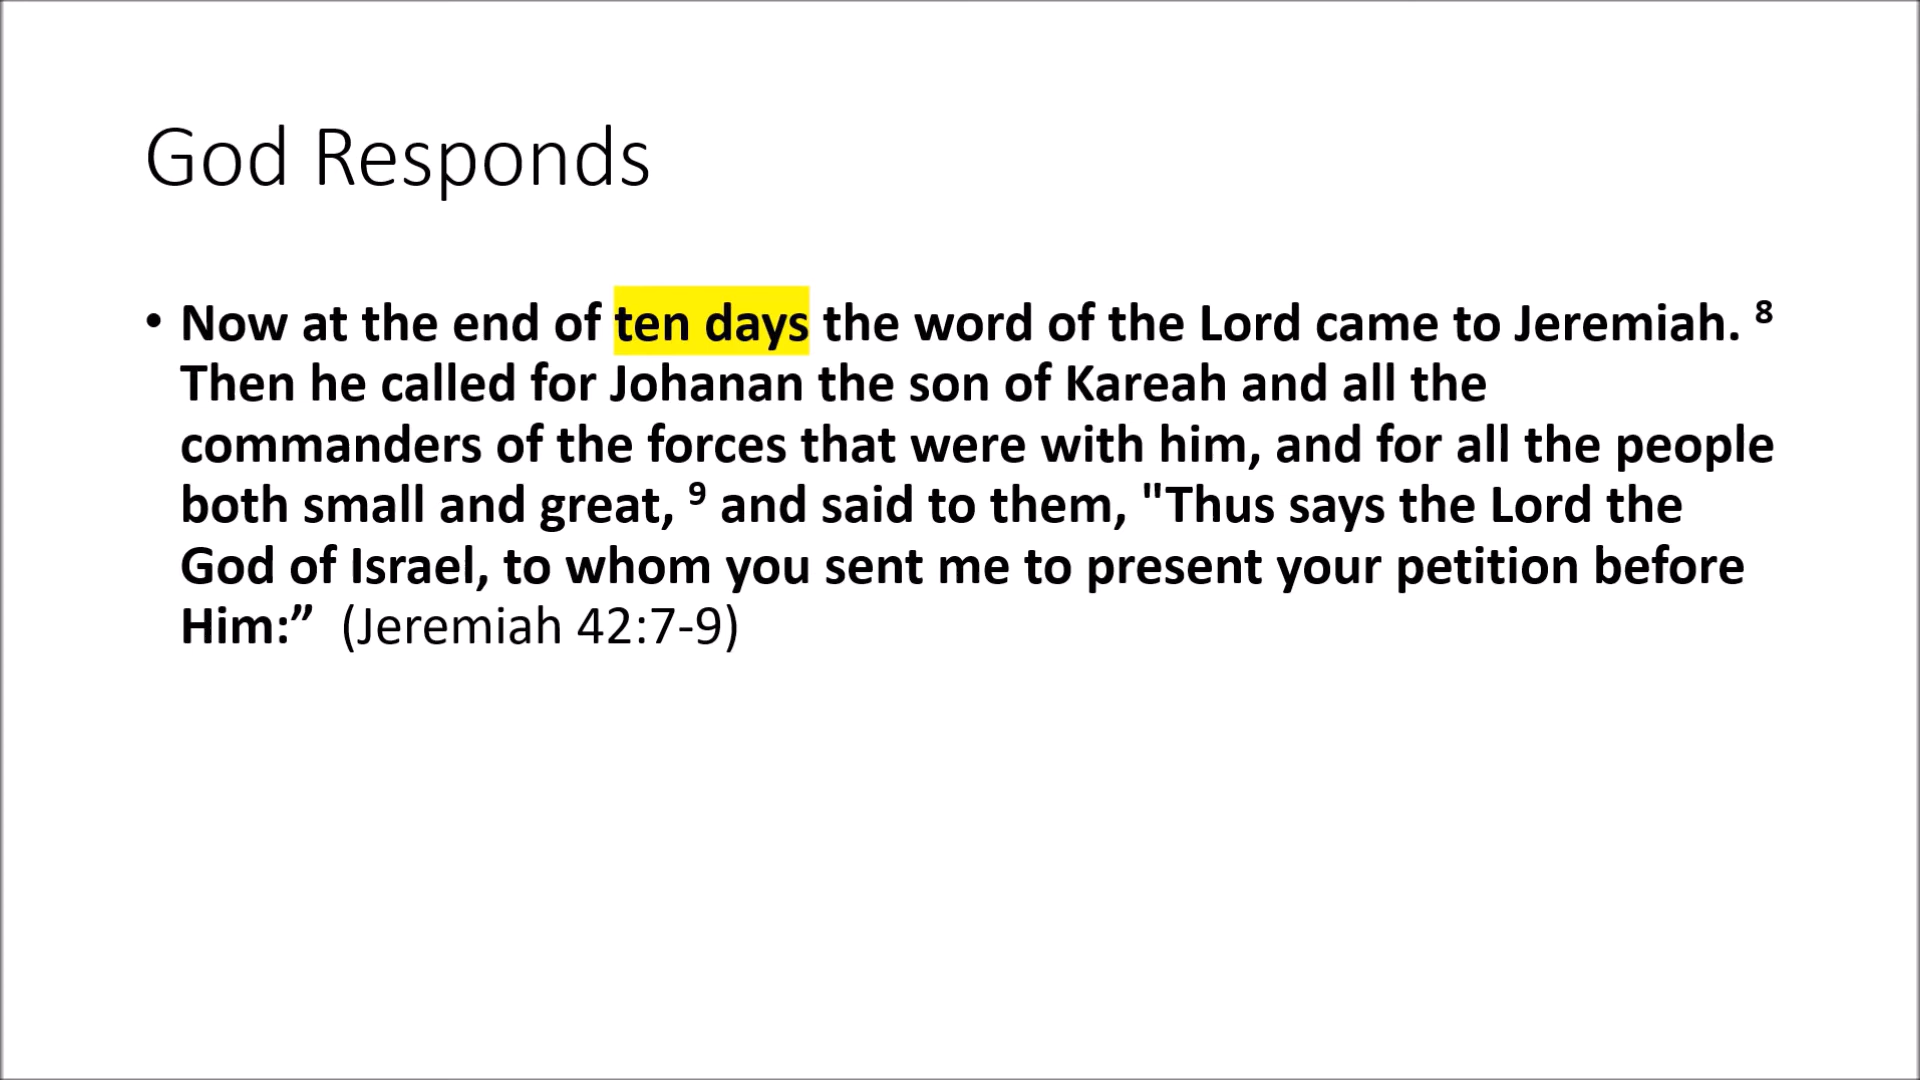 God Responds
• Now at the end of ten days the word of the Lord came to Jeremiah. ⁸
Then he called for Johanan the son of Kareah and all the
commanders of the forces that were with him, and for all the people
both small and great, ⁹ and said to them, "Thus says the Lord the
God of Israel, to whom you sent me to present your petition before
Him:” (Jeremiah 42:7-9)